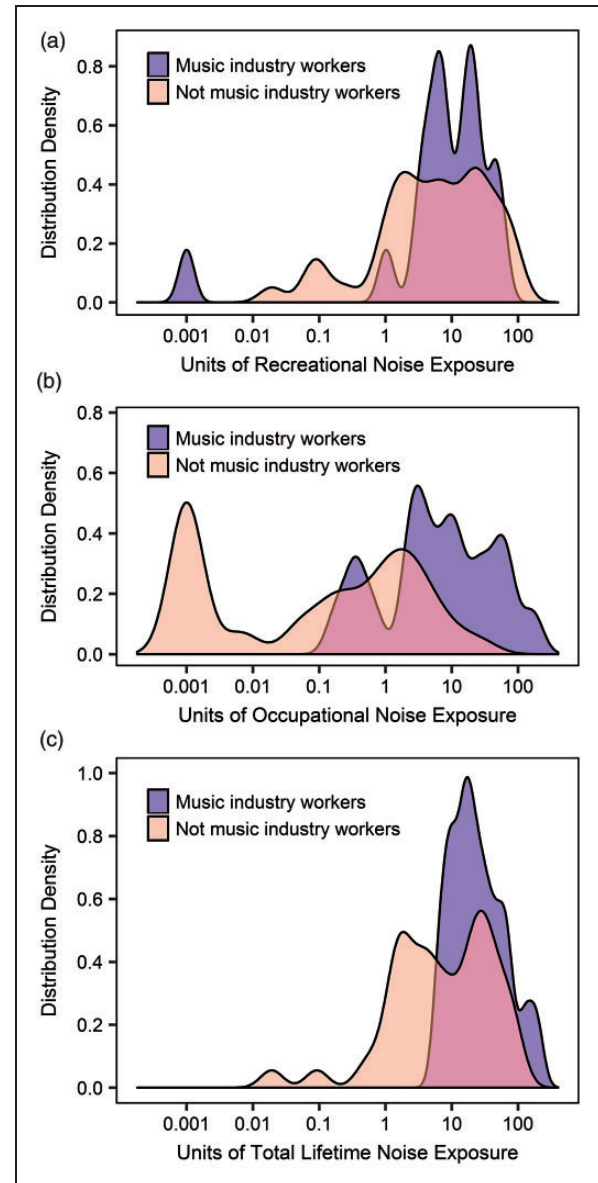 (a)
Music industry workers
Not music industry workers
Distribution Density
0.8
0.6
0.4
0.2
0.0
0.001 0.01 0.1 1 10 100
Units of Recreational Noise Exposure
(b)
Music industry workers
Not music industry workers
Distribution Density
0.8
0.6
0.4
0.2
0.0
0.001 0.01 0.1 1 10 100
Units of Occupational Noise Exposure
(c)
Music industry workers
Not music industry workers
Distribution Density
1.0
0.8
0.6
0.4
0.2
0.0
0.001 0.01 0.1 1 10 100
Units of Total Lifetime Noise Exposure